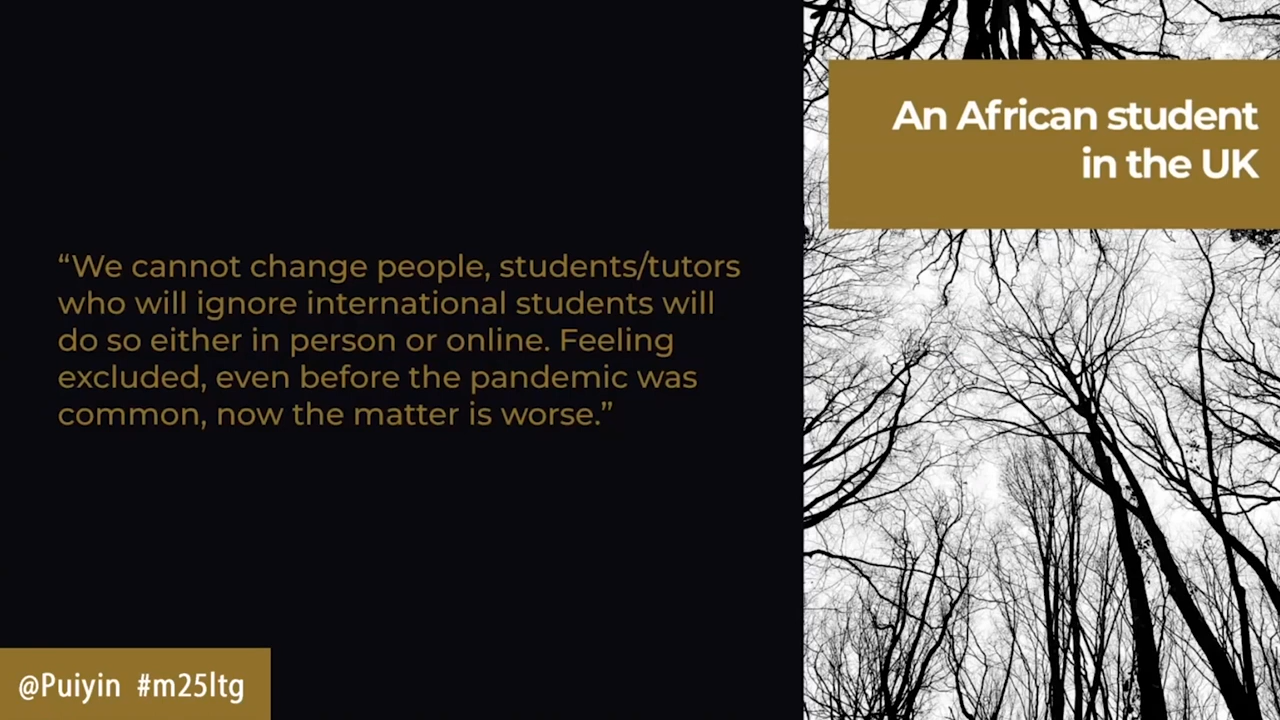 An African student
in the UK
“We cannot change people, students/tutors
who will ignore international students will
do so either in person or online. Feeling
excluded, even before the pandemic was
common, now the matter is worse.”
@Puiyin #m25ltg